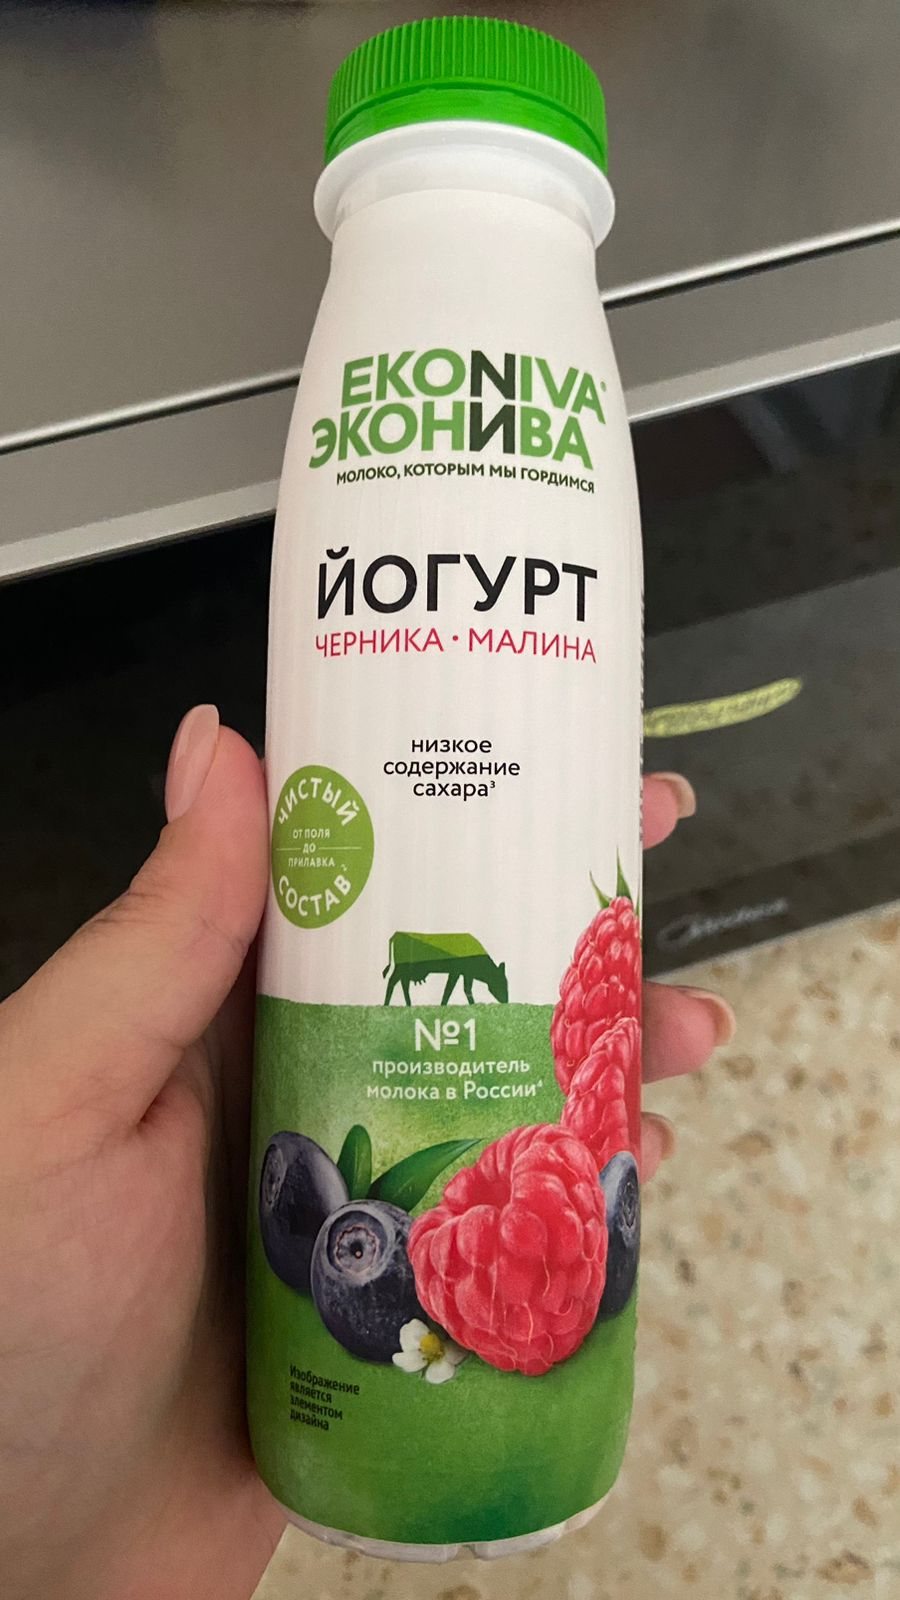 EKONIVA®
ЭКОНИВА
МОЛОКО, КОТОРЫМ МЫ ГОРДИМСЯ
ЙОГУРТ
ЧЕРНИКА • МАЛИНА
низкое
содержание
сахара³
ЧИСТЫЙ
ОТ ПОЛЯ
ДО
ПРИЛАВКА
СОСТАВ²
№1
производитель
молока в России⁴
Изображение
является
элементом
дизайна